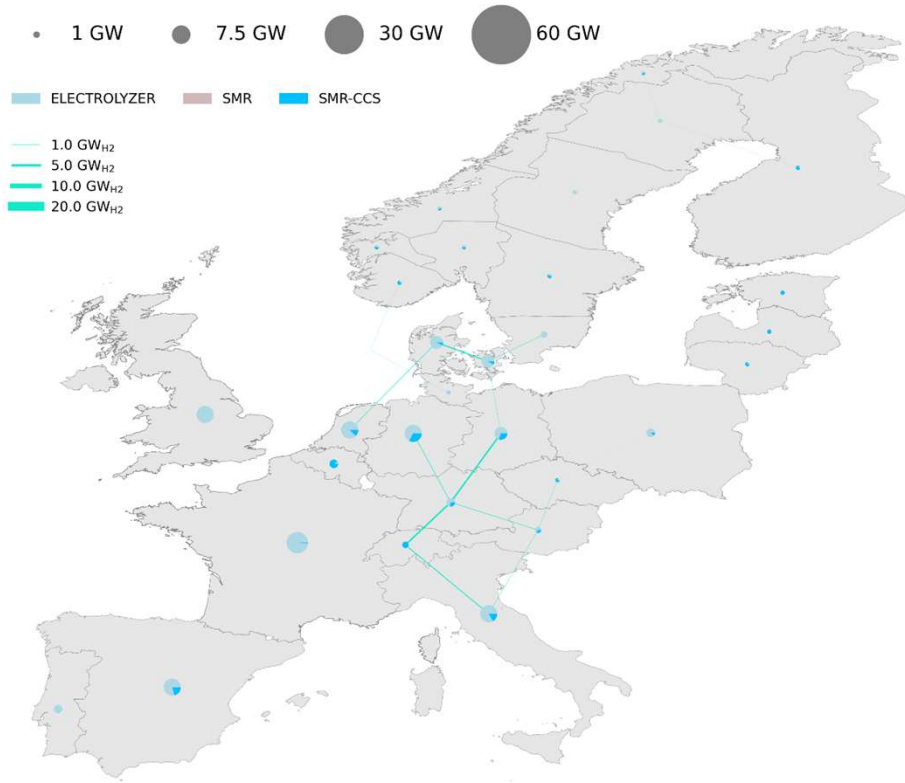 1 GW 7.5 GW 30 GW 60 GW
ELECTROLYZER SMR SMR-CCS
1.0 GWH2
5.0 GWH2
10.0 GWH2
20.0 GWH2